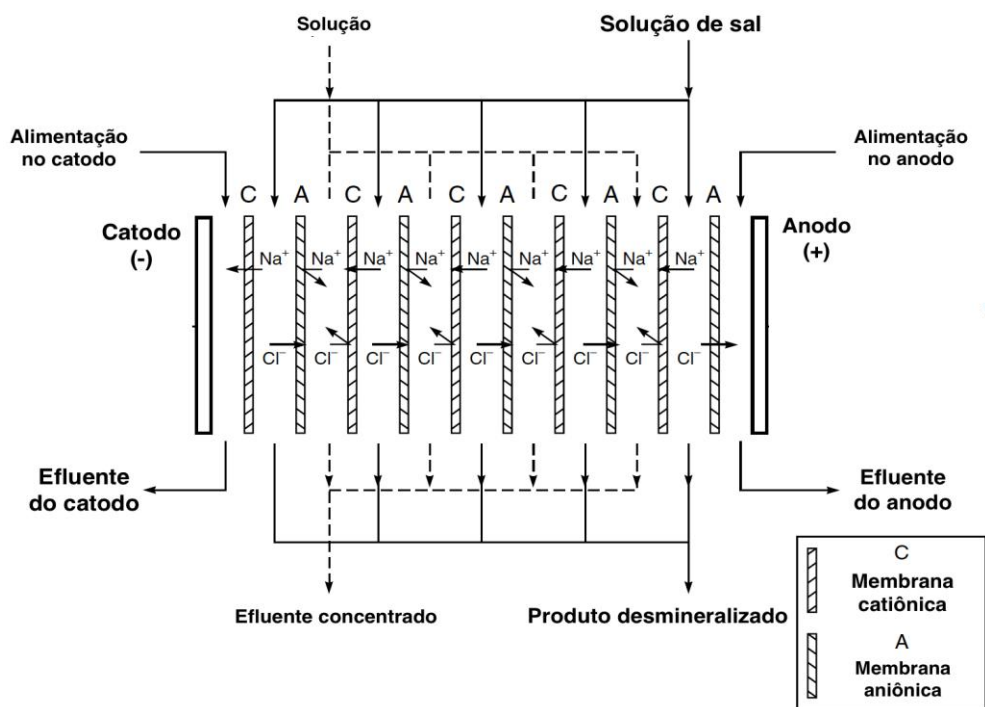 Solução
Solução de sal
Alimentação
no catodo
Alimentação
no anodo
C A C A C A C A C A
Catodo
(-)
Anodo
(+)
Na⁺ Na⁺ Na⁺ Na⁺ Na⁺ Na⁺ Na⁺ Na⁺ Na⁺
Cl⁻ Cl⁻ Cl⁻ Cl⁻ Cl⁻ Cl⁻ Cl⁻ Cl⁻ Cl⁻
Efluente
do catodo
Efluente
do anodo
Efluente concentrado
Produto desmineralizado
C
Membrana
catiônica
A
Membrana
aniônica